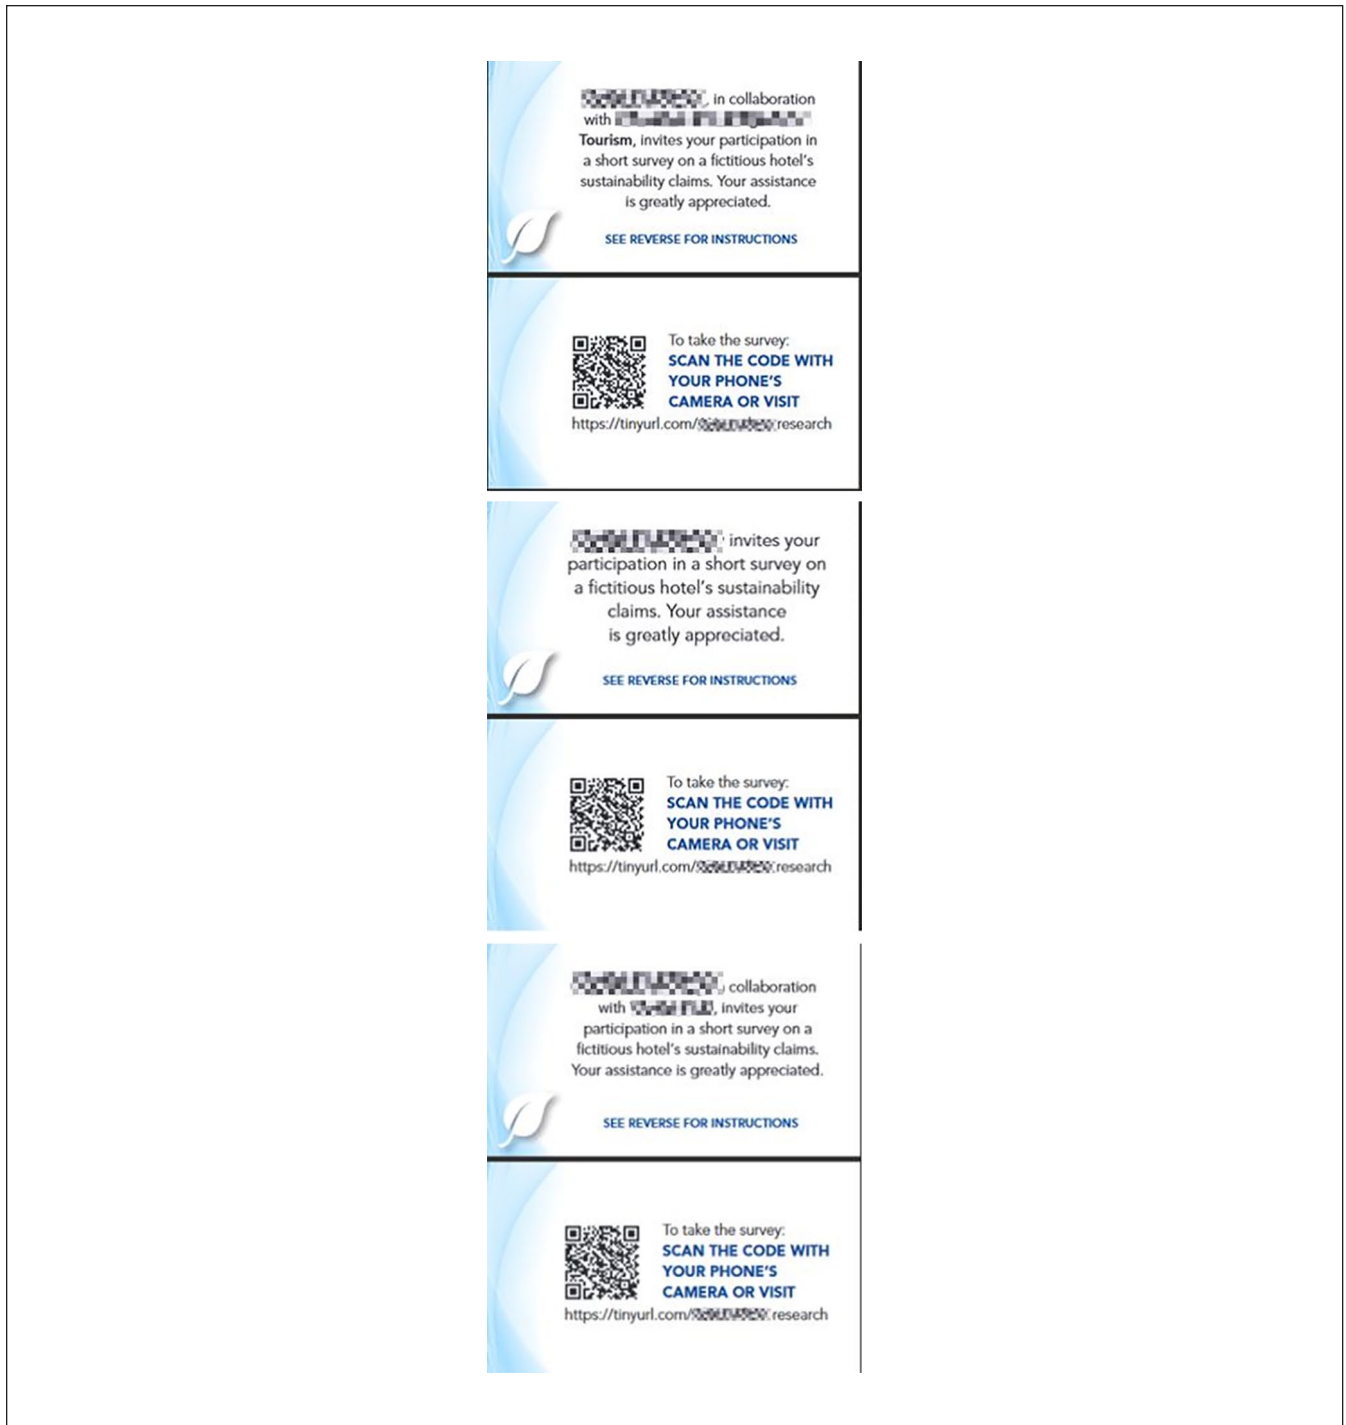 , in collaboration
with
Tourism, invites your participation in
a short survey on a fictitious hotel's
sustainability claims. Your assistance
is greatly appreciated.
SEE REVERSE FOR INSTRUCTIONS
To take the survey:
SCAN THE CODE WITH
YOUR PHONE'S
CAMERA OR VISIT
https://tinyurl.com/ research
invites your
participation in a short survey on
a fictitious hotel's sustainability
claims. Your assistance
is greatly appreciated.
SEE REVERSE FOR INSTRUCTIONS
To take the survey:
SCAN THE CODE WITH
YOUR PHONE'S
CAMERA OR VISIT
https://tinyurl.com/ research
, collaboration
with , invites your
participation in a short survey on a
fictitious hotel's sustainability claims.
Your assistance is greatly appreciated.
SEE REVERSE FOR INSTRUCTIONS
To take the survey:
SCAN THE CODE WITH
YOUR PHONE'S
CAMERA OR VISIT
https://tinyurl.com/ research